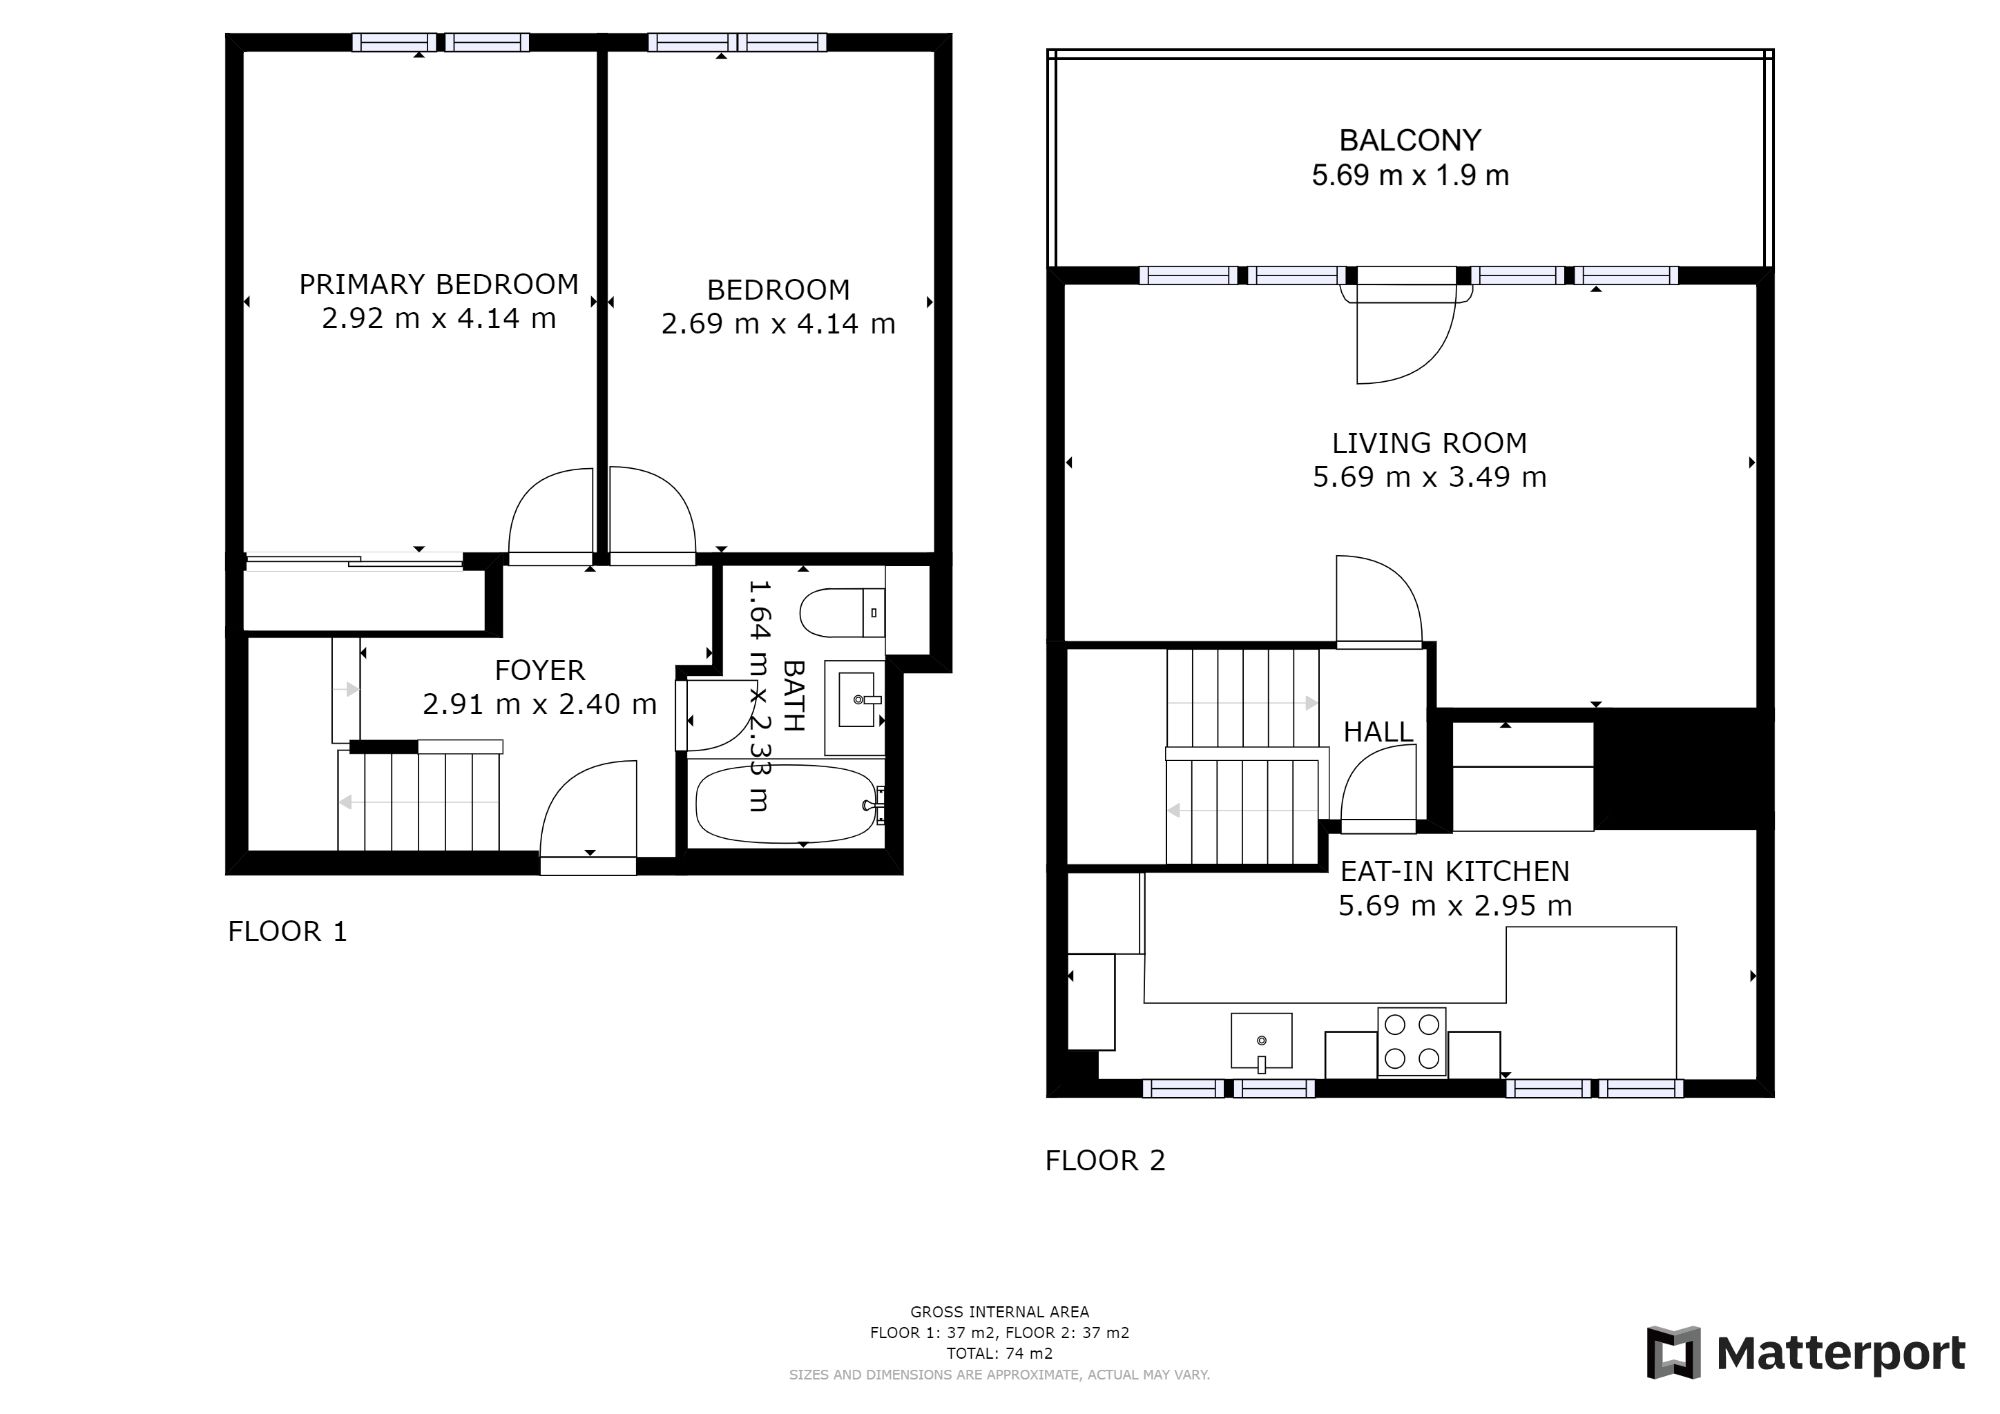 PRIMARY BEDROOM
2.92 m x 4.14 m
BEDROOM
2.69 m x 4.14 m
FOYER
2.91 m x 2.40 m
BATH
1.64 m x 2.33 m
FLOOR 1
BALCONY
5.69 m x 1.9 m
LIVING ROOM
5.69 m x 3.49 m
HALL
EAT-IN KITCHEN
5.69 m x 2.95 m
FLOOR 2
GROSS INTERNAL AREA
FLOOR 1: 37 m2, FLOOR 2: 37 m2
TOTAL: 74 m2
SIZES AND DIMENSIONS ARE APPROXIMATE, ACTUAL MAY VARY.
Matterport